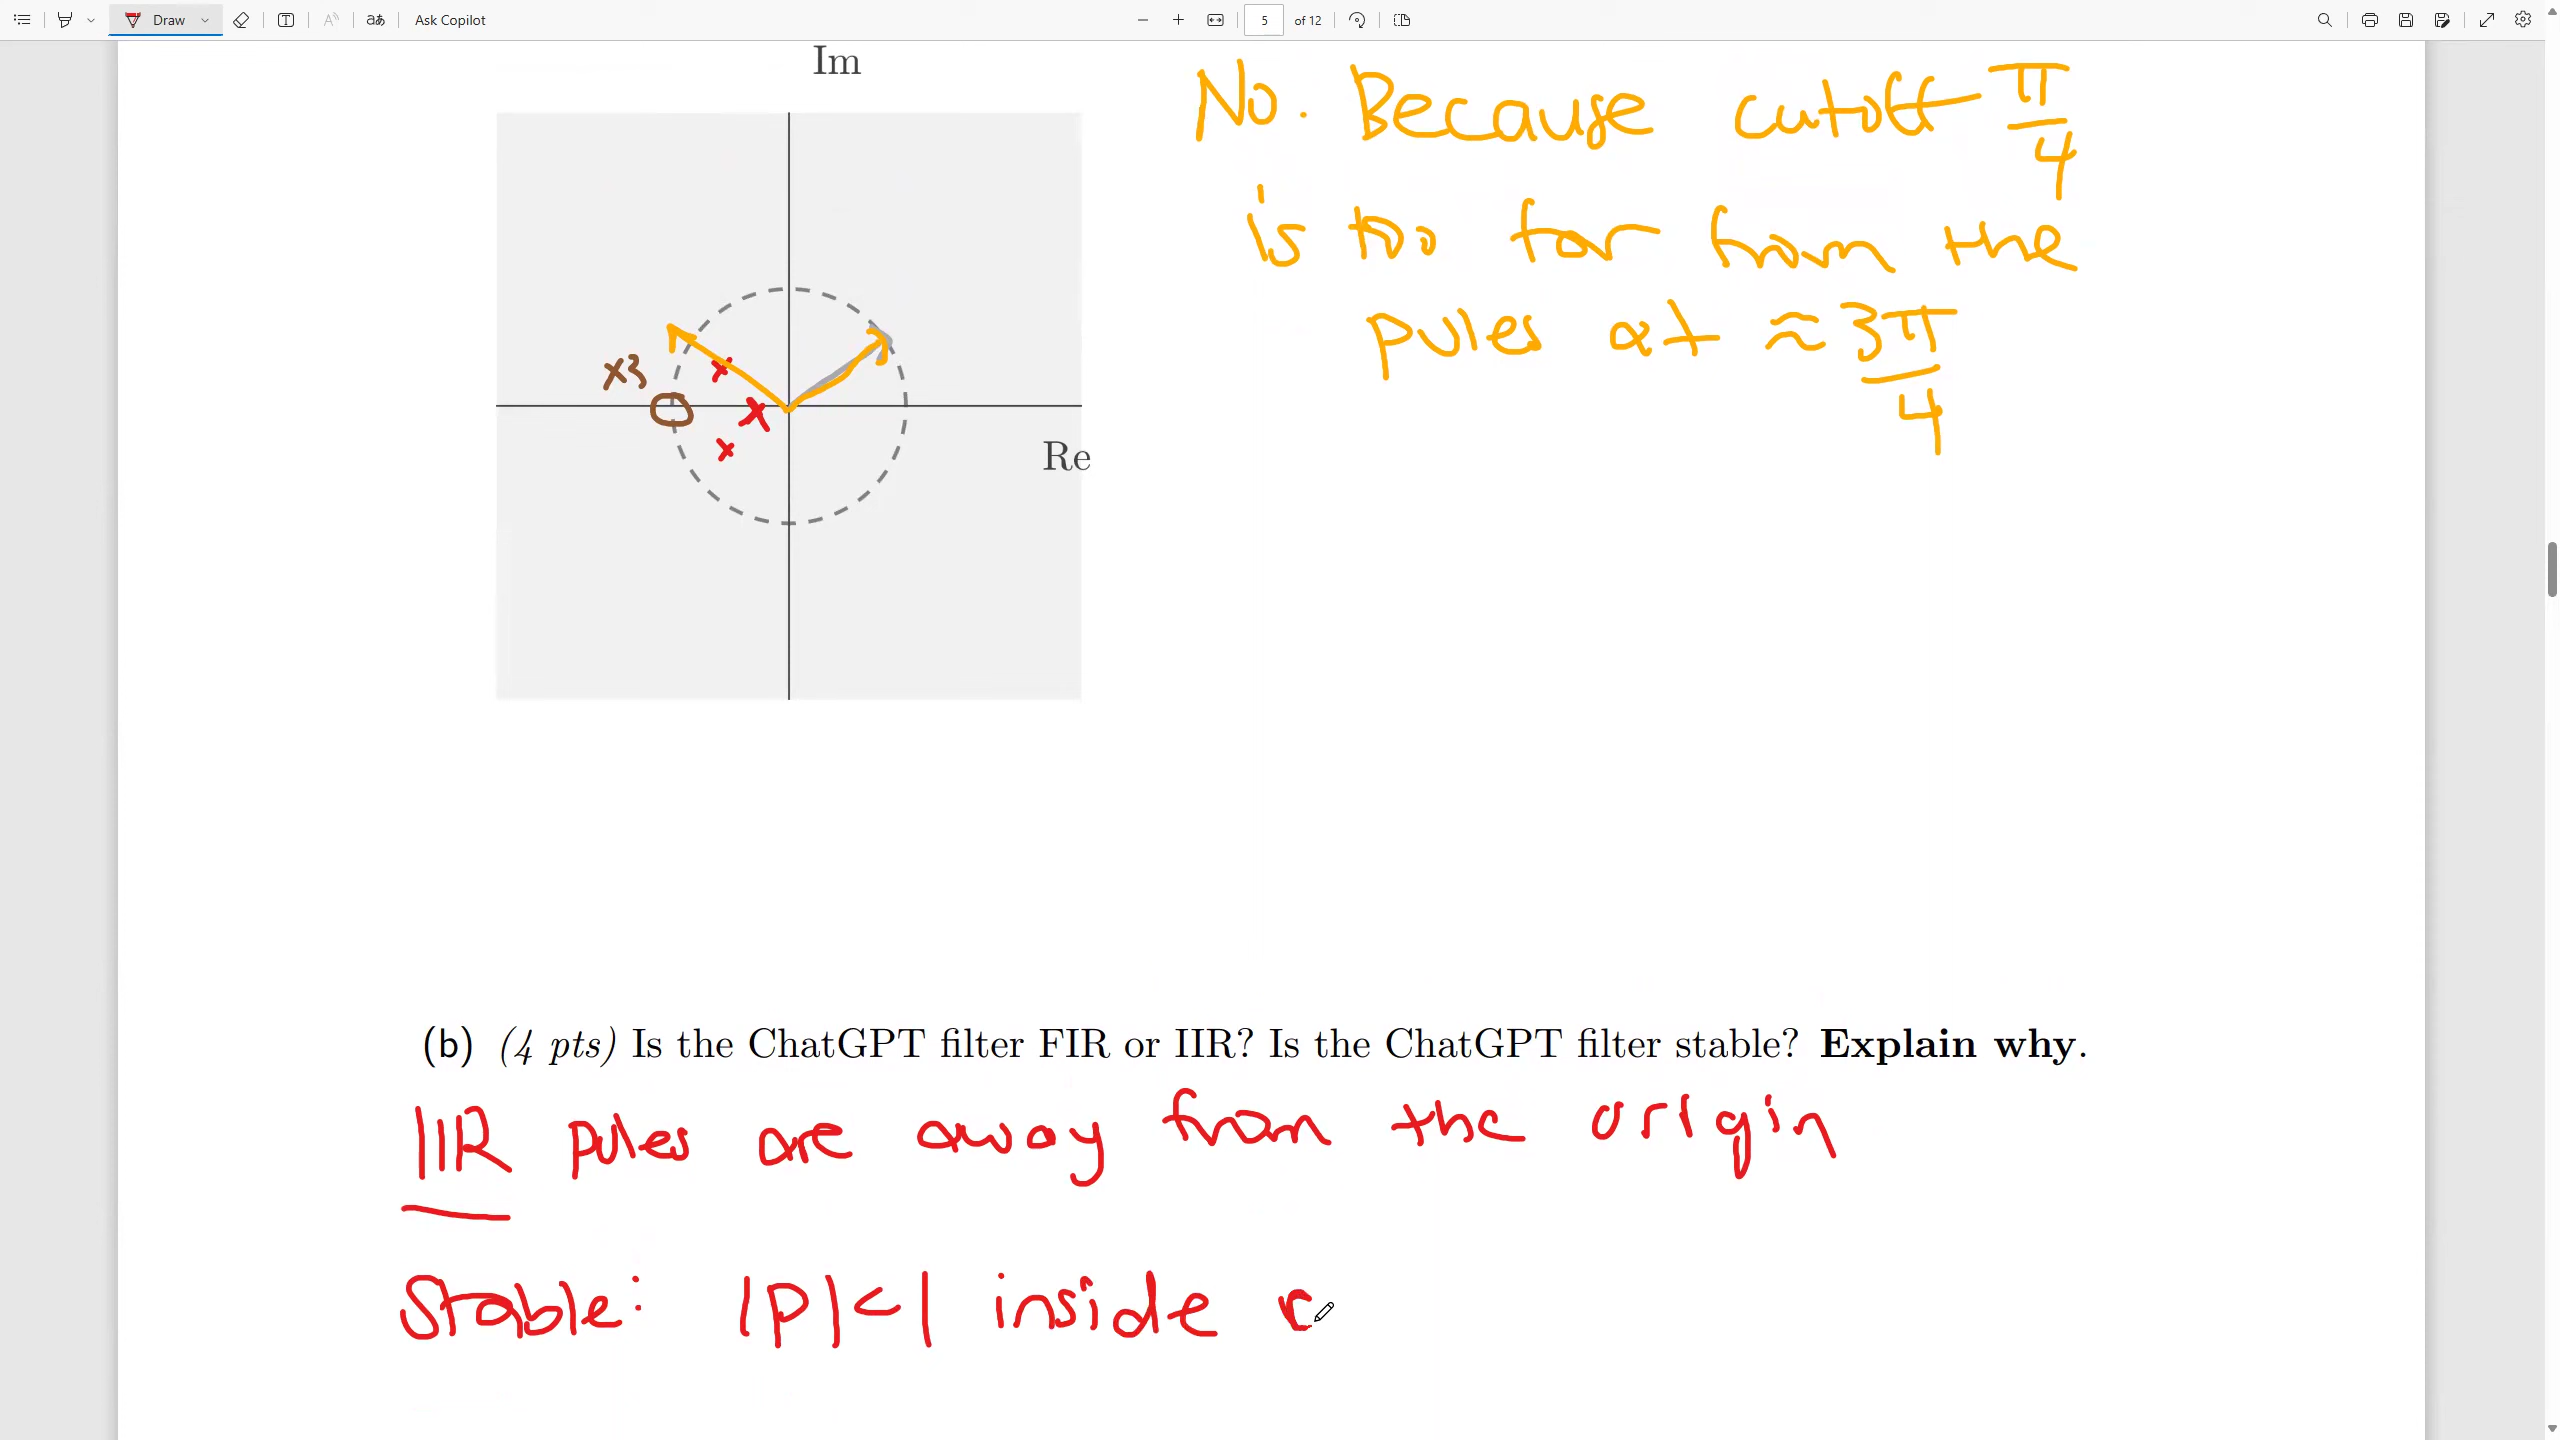 Draw
Ask Copilot
5 of 12
Im
No. Because cutoff π/4
is too far from the
poles at ≈ 3π/4
x3
Re
(b) (4 pts) Is the ChatGPT filter FIR or IIR? Is the ChatGPT filter stable? Explain why.
IIR poles are away from the origin
Stable: |p|<1 inside